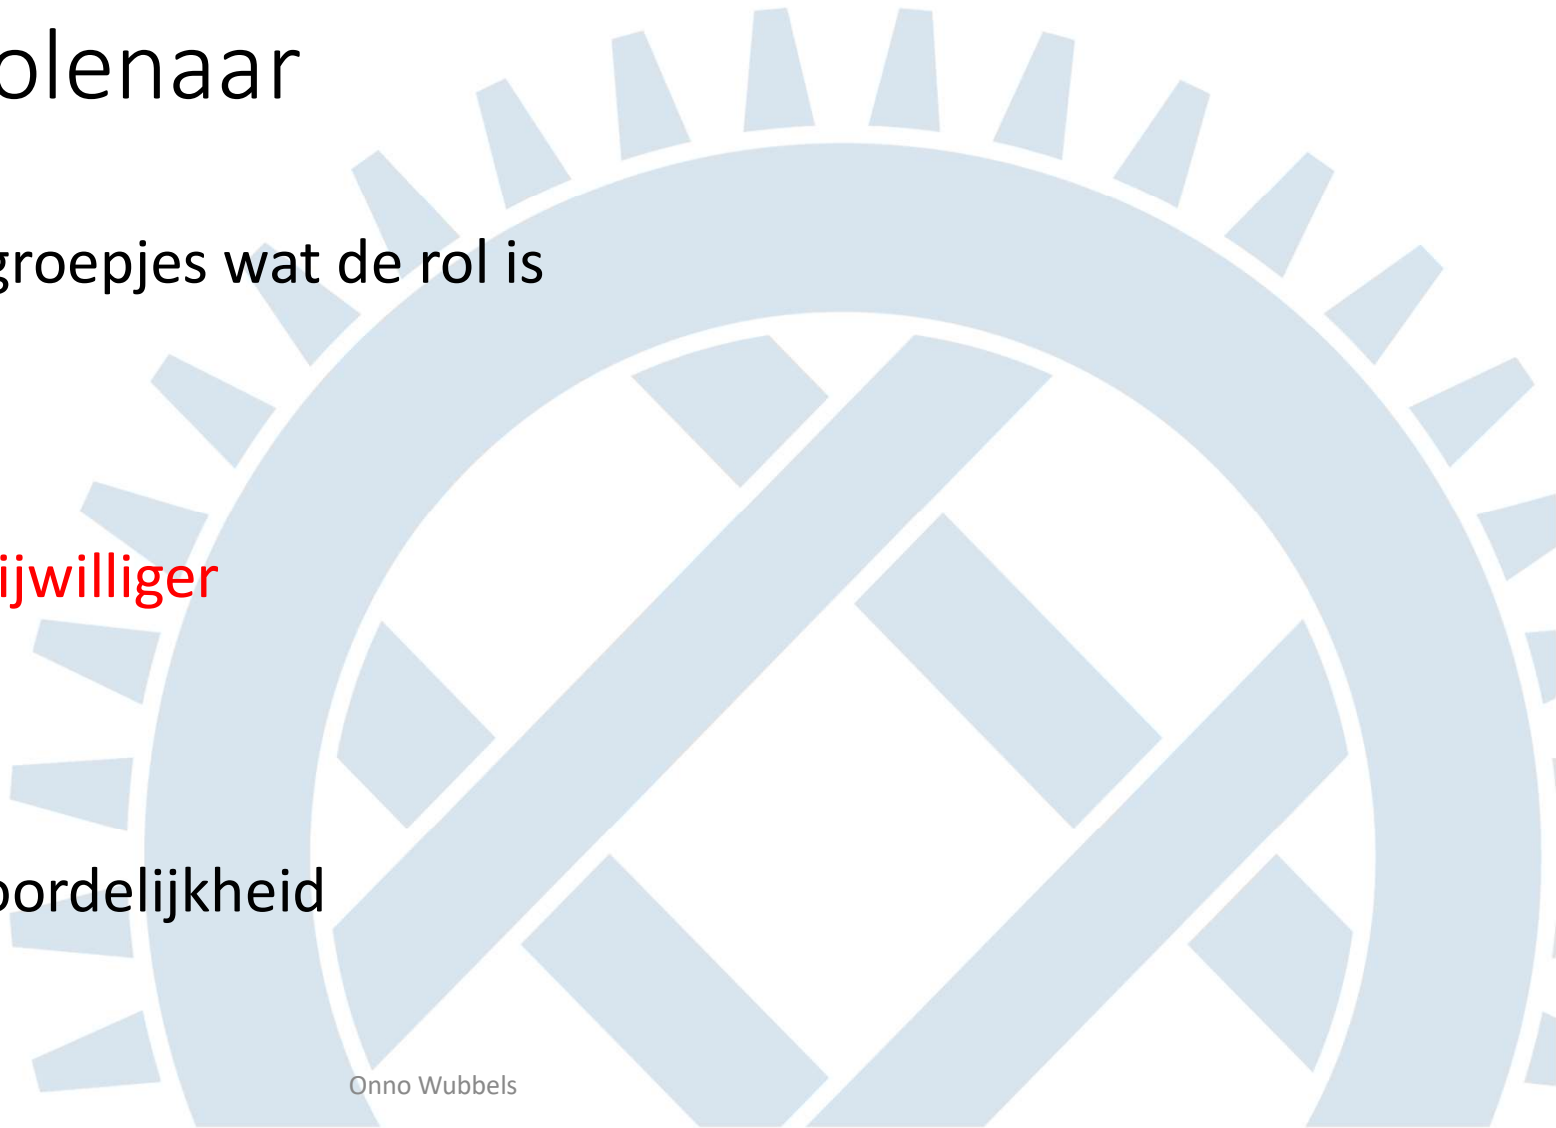 olenaar
groepjes wat de rol is
ijwilliger
oordelijkheid
Onno Wubbels